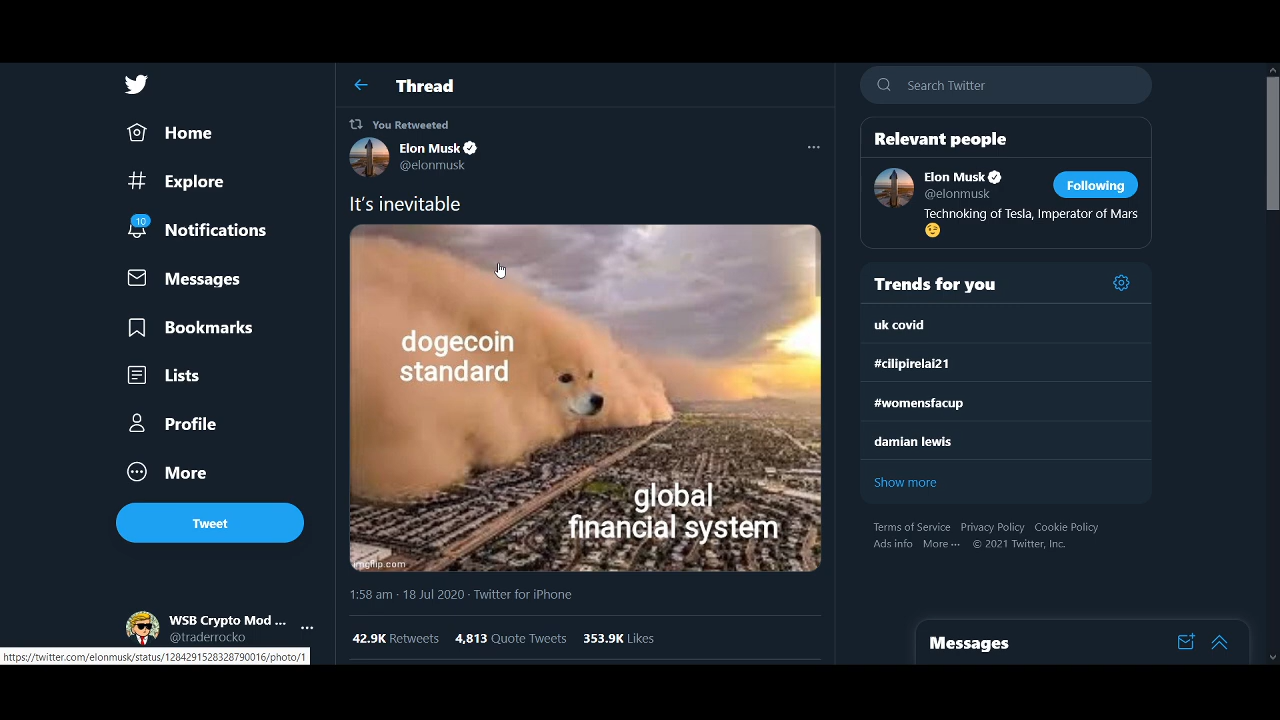 Thread
Search Twitter
Home
Explore
10
Notifications
Messages
Bookmarks
Lists
Profile
More
Tweet
WSB Crypto Mod ...
@traderrocko
https://twitter.com/elonmusk/status/1284291528328790016/photo/1
You Retweeted
Elon Musk
@elonmusk
It's inevitable
dogecoin
standard
global
financial system
imgflip.com
1:58 am · 18 Jul 2020 · Twitter for iPhone
42.9K Retweets 4,813 Quote Tweets 353.9K Likes
Relevant people
Elon Musk
@elonmusk
Following
Technoking of Tesla, Imperator of Mars
Trends for you
uk covid
#cilipirelai21
#womensfacup
damian lewis
Show more
Terms of Service Privacy Policy Cookie Policy
Ads info More ··· © 2021 Twitter, Inc.
Messages